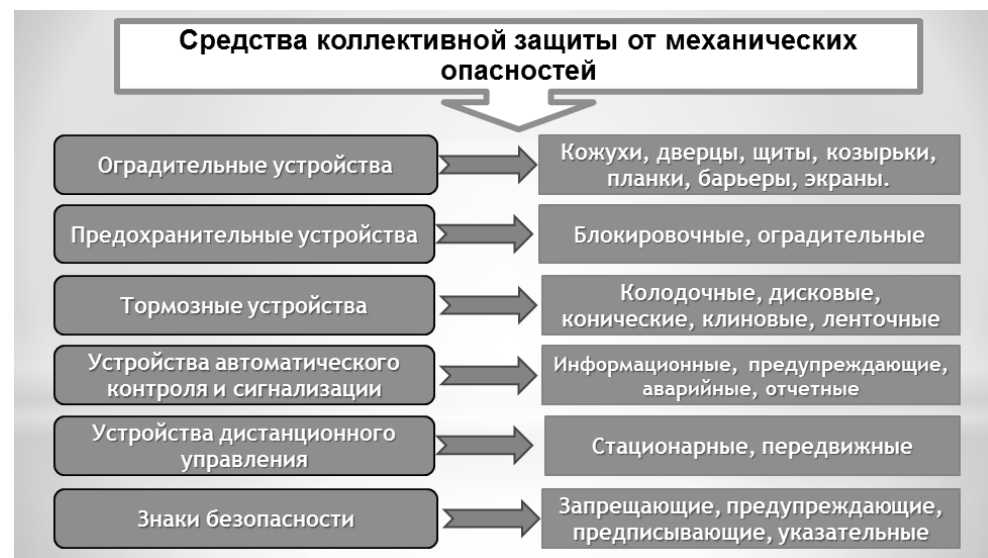 Средства коллективной защиты от механических
опасностей
Оградительные устройства
Кожухи, дверцы, щиты, козырьки,
планки, барьеры, экраны.
Предохранительные устройства
Блокировочные, оградительные
Тормозные устройства
Колодочные, дисковые,
конические, клиновые, ленточные
Устройства автоматического
контроля и сигнализации
Информационные, предупреждающие,
аварийные, отчетные
Устройства дистанционного
управления
Стационарные, передвижные
Знаки безопасности
Запрещающие, предупреждающие,
предписывающие, указательные